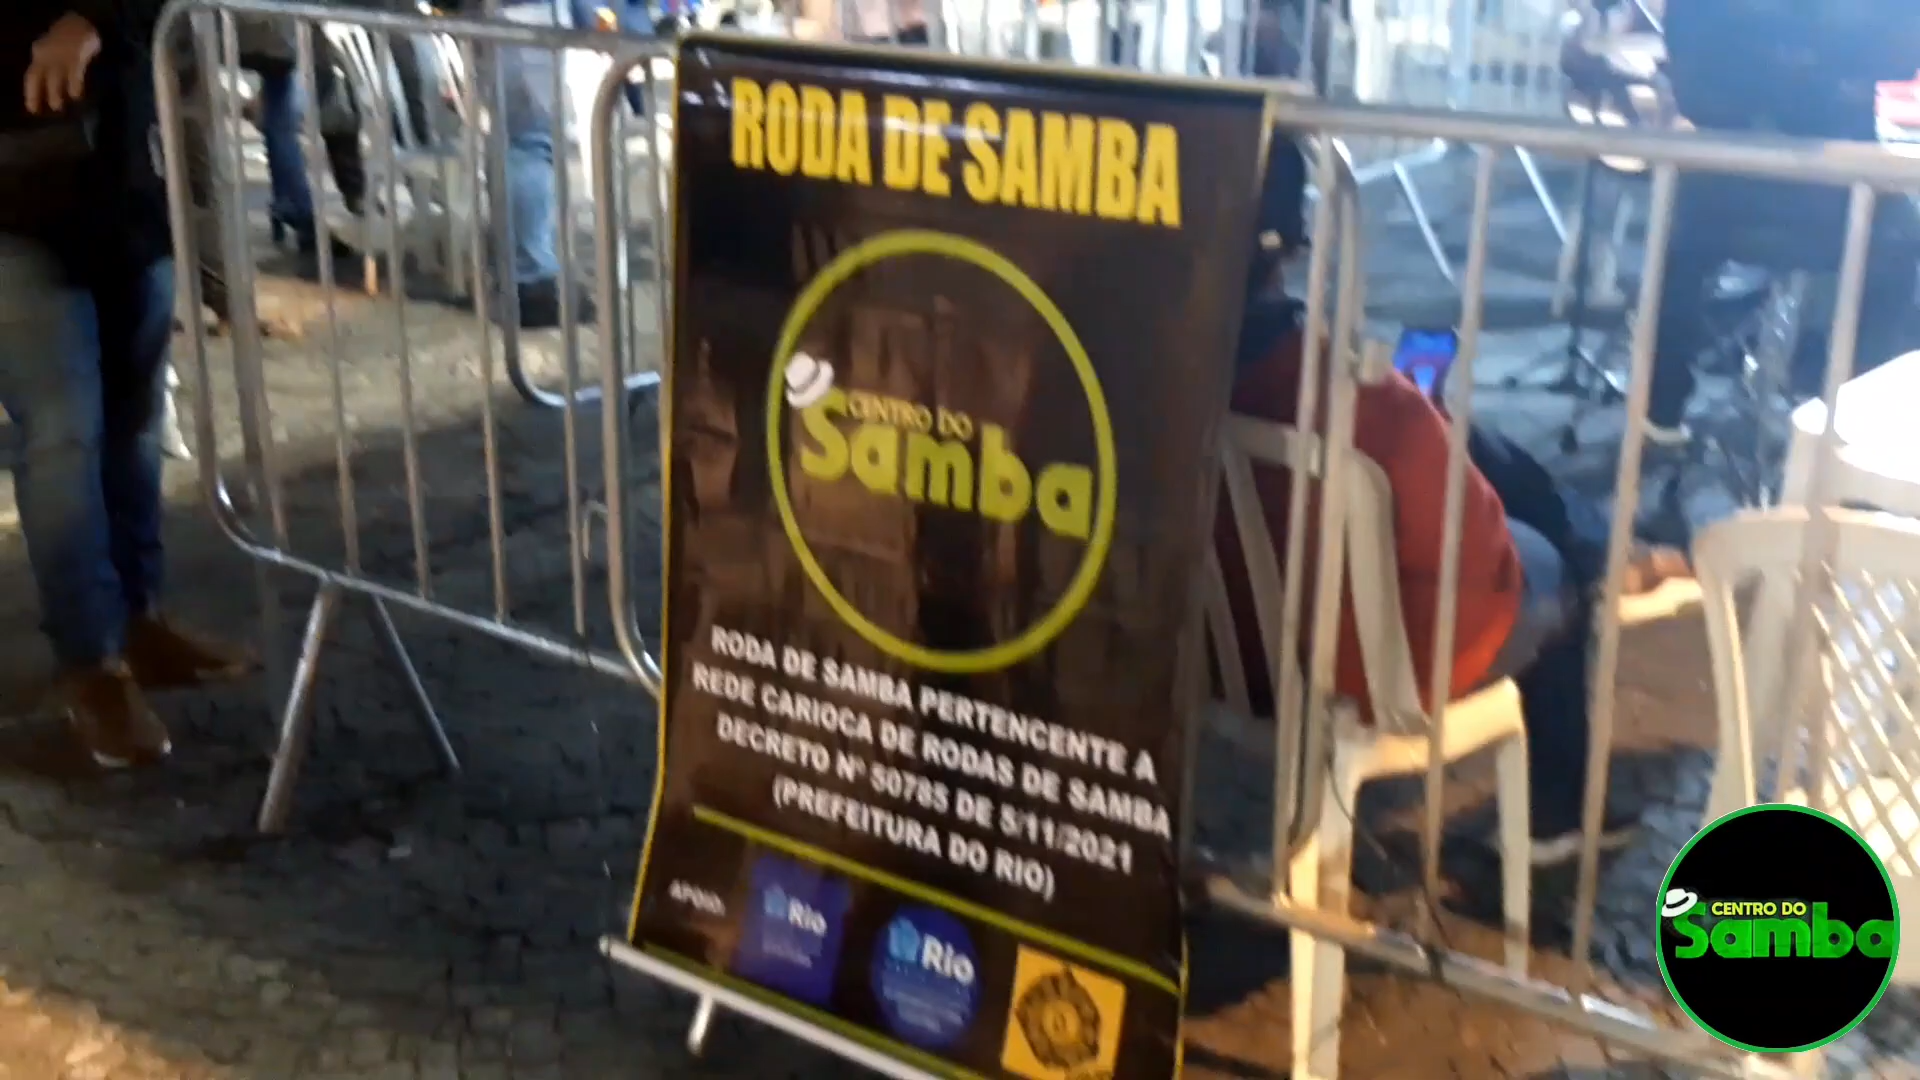 RODA DE SAMBA
CENTRO DO
Samba
RODA DE SAMBA PERTENCENTE A
REDE CARIOCA DE RODAS DE SAMBA
DECRETO Nº 50785 DE 5/11/2021
(PREFEITURA DO RIO)
APOIO:
Rio
Rio
CENTRO DO
Samba